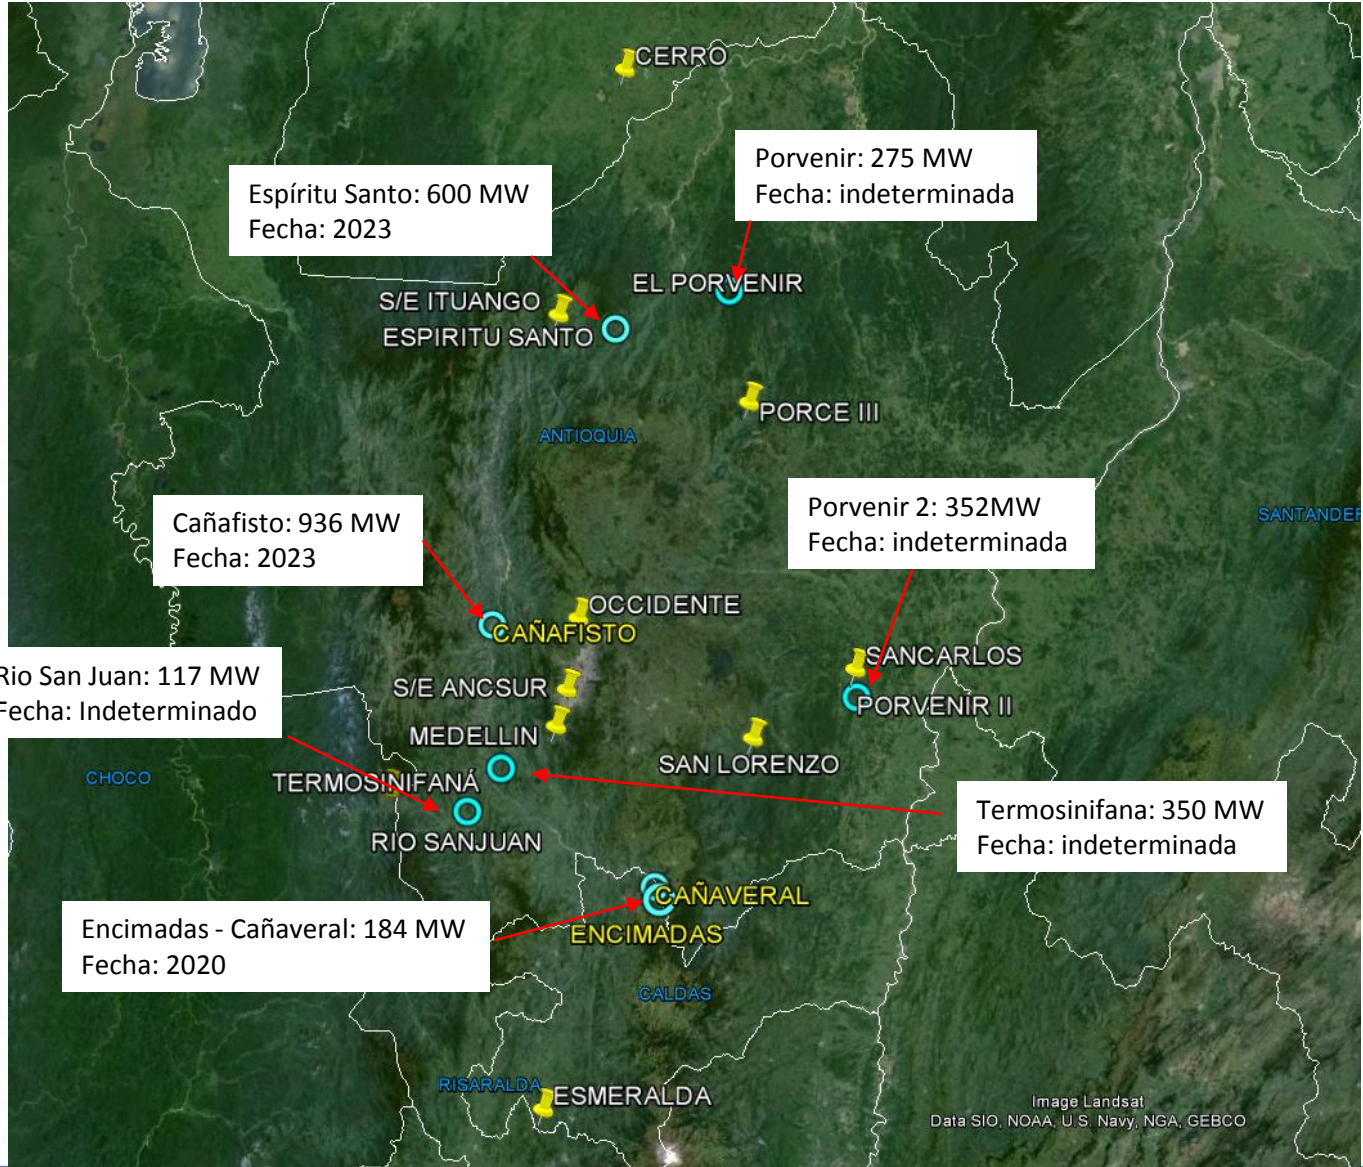 CERRO
Porvenir: 275 MW
Fecha: indeterminada
Espíritu Santo: 600 MW
Fecha: 2023
EL PORVENIR
S/E ITUANGO
ESPIRITU SANTO
PORCE III
ANTIOQUIA
Porvenir 2: 352MW
Fecha: indeterminada
SANTANDER
Cañafisto: 936 MW
Fecha: 2023
OCCIDENTE
CAÑAFISTO
SANCARLOS
Rio San Juan: 117 MW
Fecha: Indeterminado
S/E ANCSUR
PORVENIR II
MEDELLIN
SAN LORENZO
CHOCO
TERMOSINIFANÁ
Termosinifana: 350 MW
Fecha: indeterminada
RIO SANJUAN
CAÑAVERAL
Encimadas - Cañaveral: 184 MW
Fecha: 2020
ENCIMADAS
CALDAS
RISARALDA
ESMERALDA
Image Landsat
Data SIO, NOAA, U.S. Navy, NGA, GEBCO